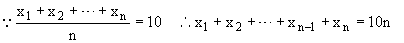 ∵ (x₁ + x₂ + ⋯ + xₙ)/n = 10 ∴ x₁ + x₂ + ⋯ + xₙ₋₁ + xₙ = 10n